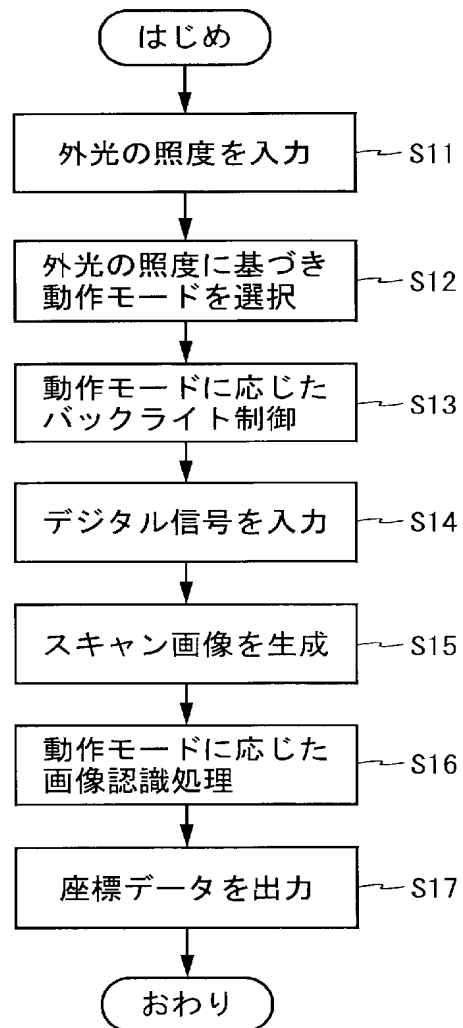 はじめ
外光の照度を入力
S11
外光の照度に基づき
動作モードを選択
S12
動作モードに応じた
バックライト制御
S13
デジタル信号を入力
S14
スキャン画像を生成
S15
動作モードに応じた
画像認識処理
S16
座標データを出力
S17
おわり